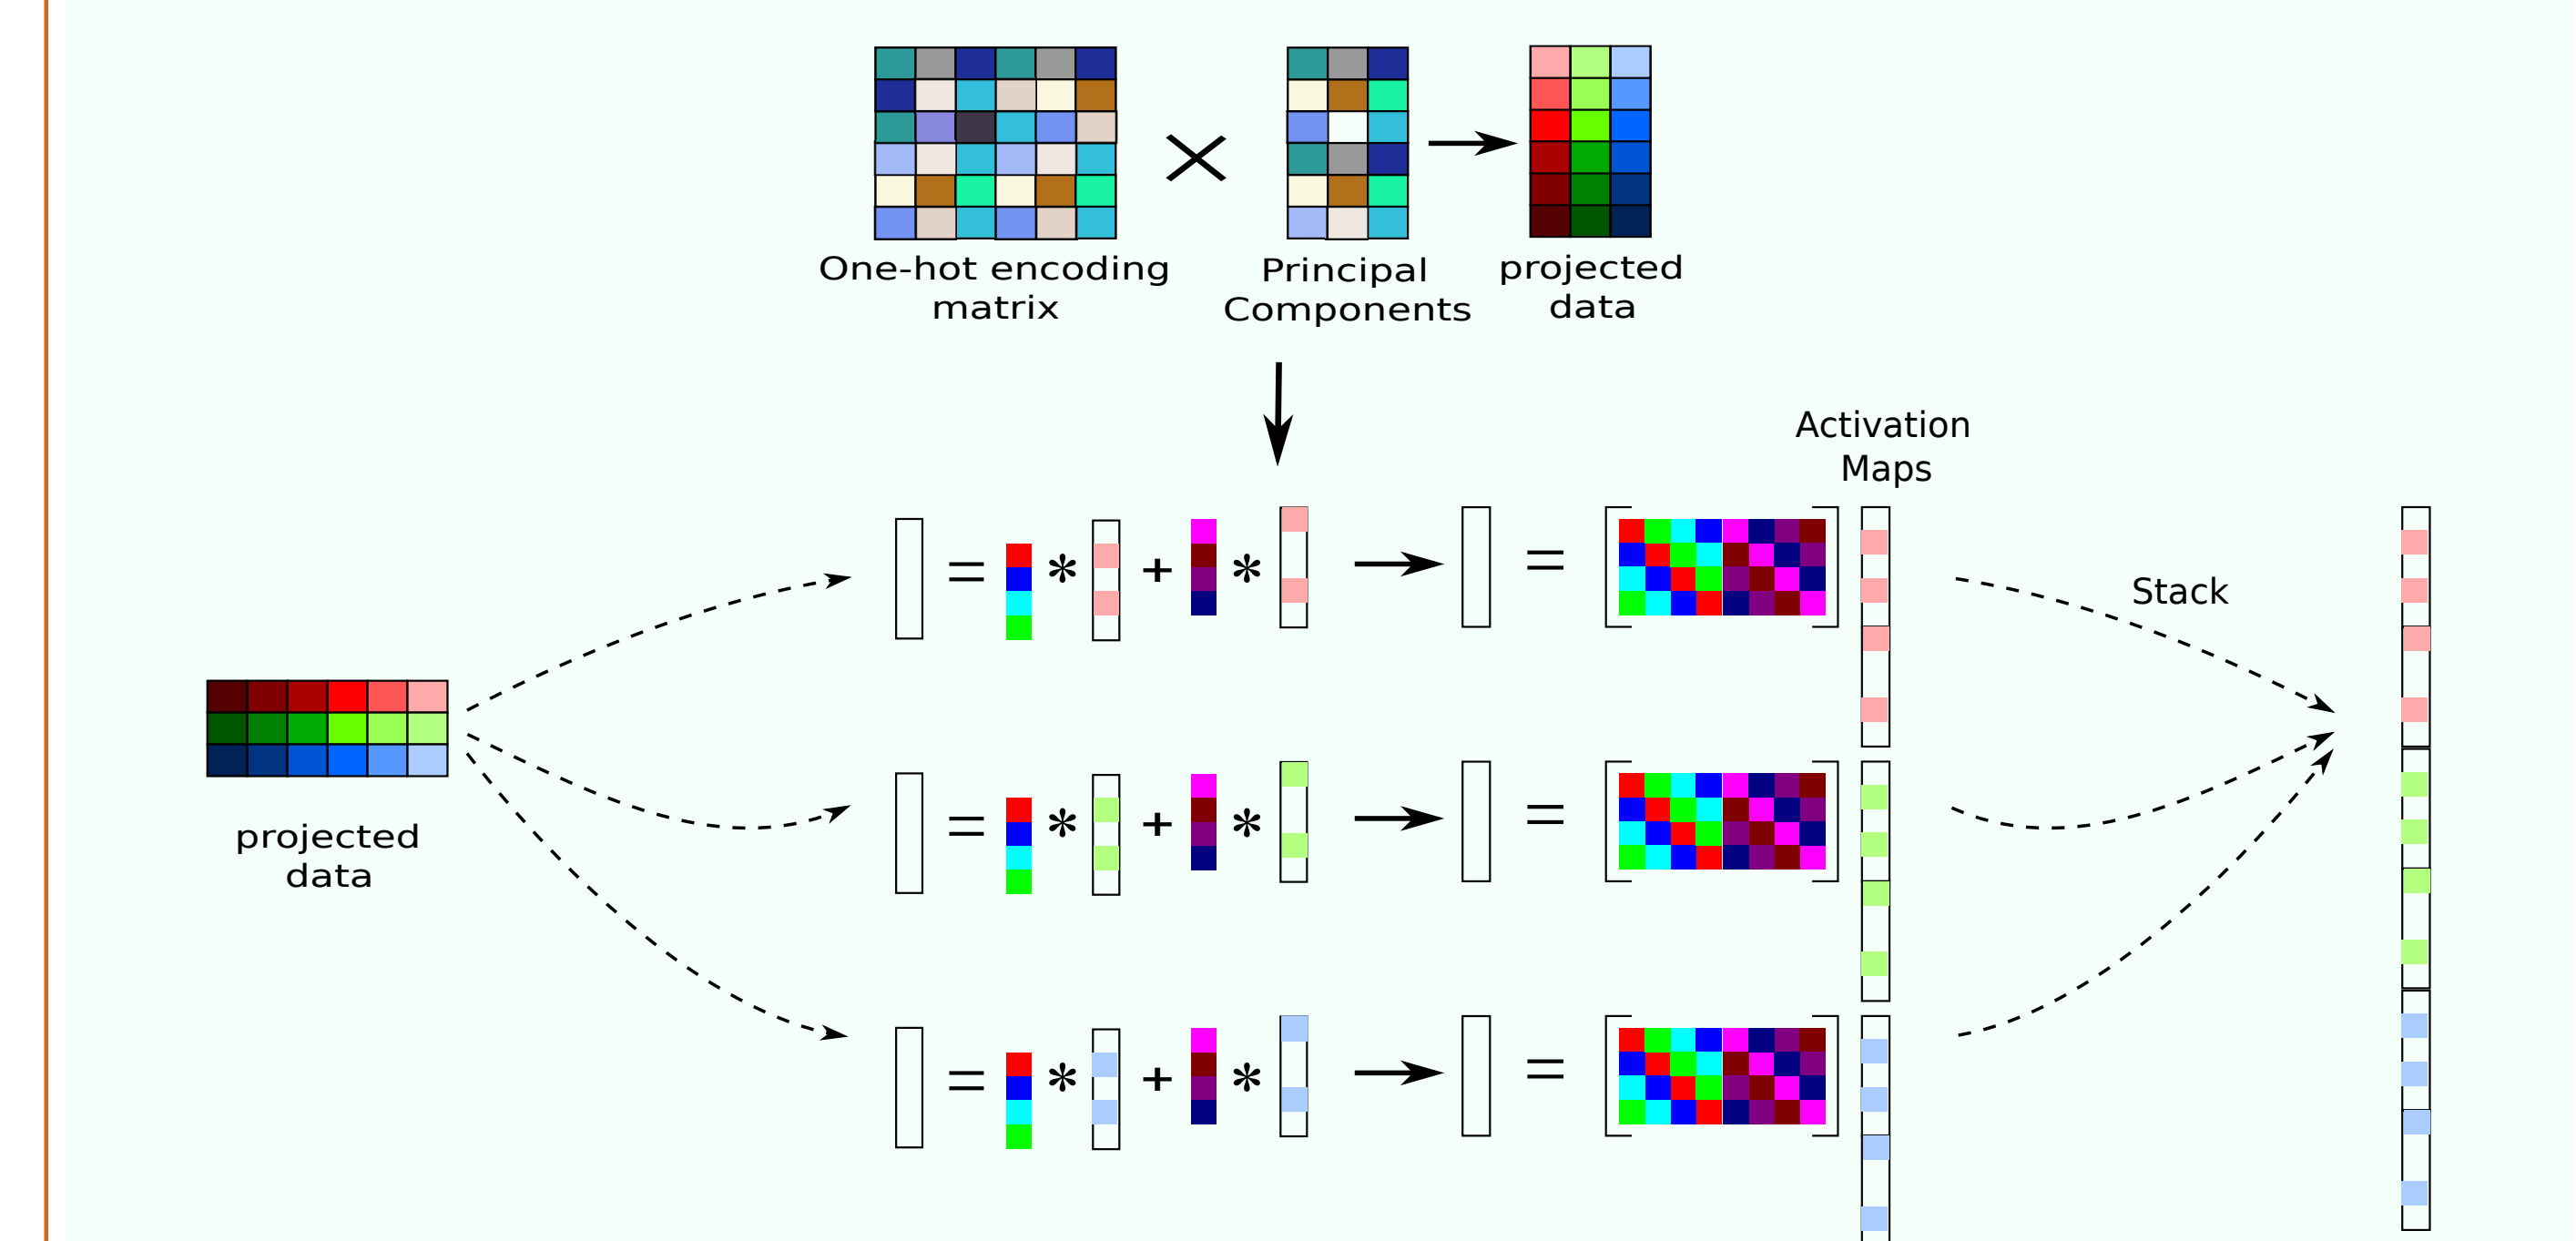 One-hot encoding
matrix
Principal
Components
projected
data
Activation
Maps
Stack
projected
data